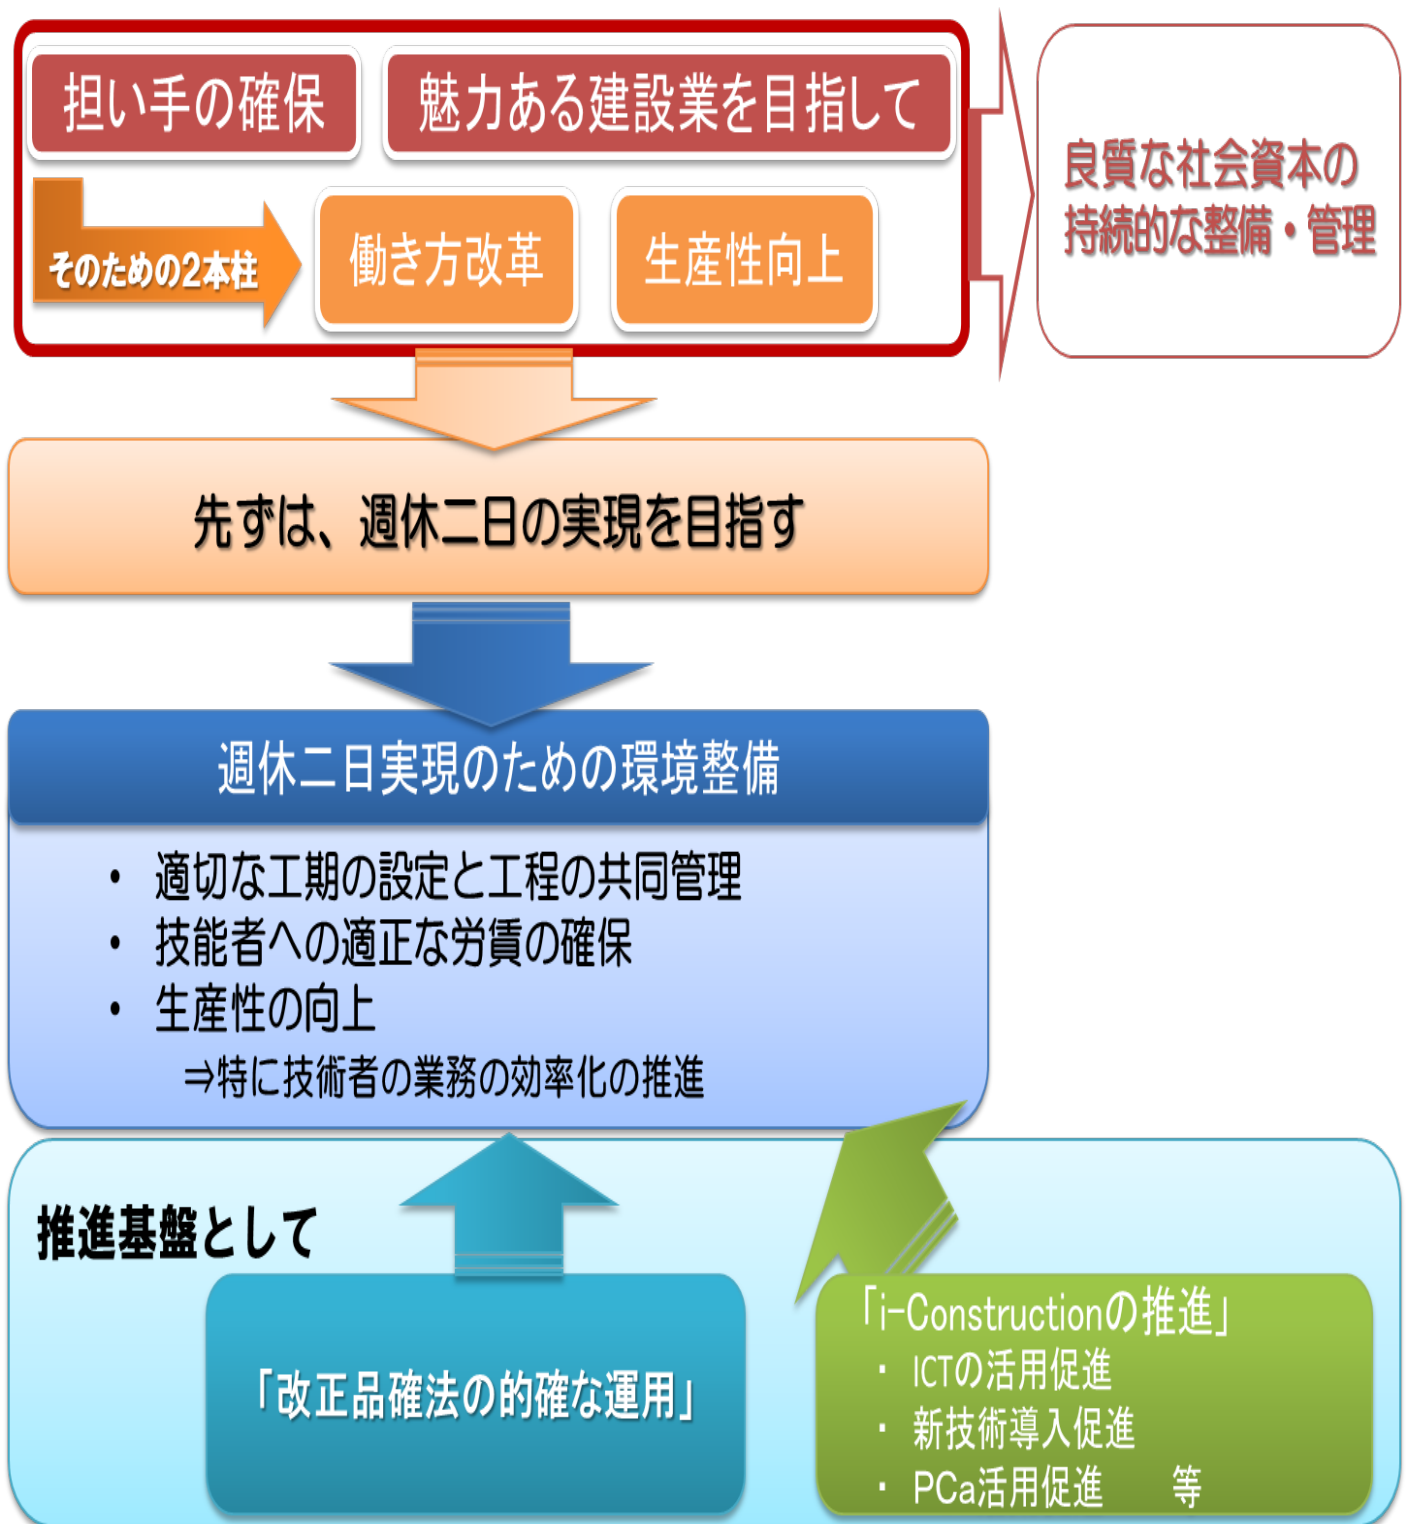 担い手の確保
魅力ある建設業を目指して
そのための2本柱
働き方改革
生産性向上
良質な社会資本の
持続的な整備・管理
先ずは、週休二日の実現を目指す
週休二日実現のための環境整備
・ 適切な工期の設定と工程の共同管理
・ 技能者への適正な労賃の確保
・ 生産性の向上
⇒特に技術者の業務の効率化の推進
推進基盤として
「改正品確法の的確な運用」
「i-Constructionの推進」
・ ICTの活用促進
・ 新技術導入促進
・ PCa活用促進　　等